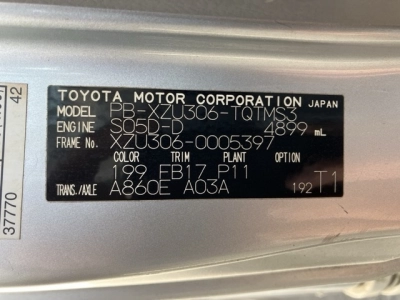 TOYOTA MOTOR CORPORATION JAPAN
MODEL PB-XZU306-TQTMS3
ENGINE S05D-D 4899 mL
FRAME No. XZU306-0005397
COLOR TRIM PLANT OPTION
199 FB17 P11
TRANS./AXLE A860E A03A 192 T1
42
37770